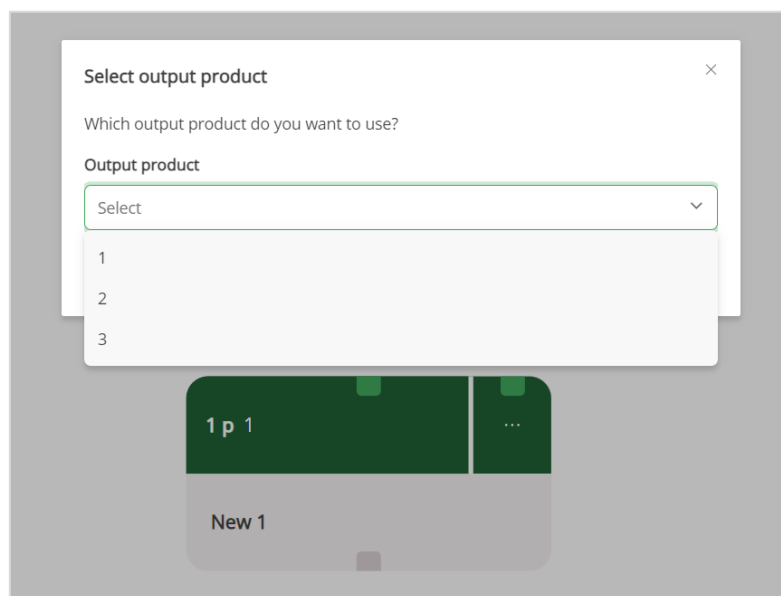 Select output product
Which output product do you want to use?
Output product
Select
1
2
3
1 p 1
...
New 1